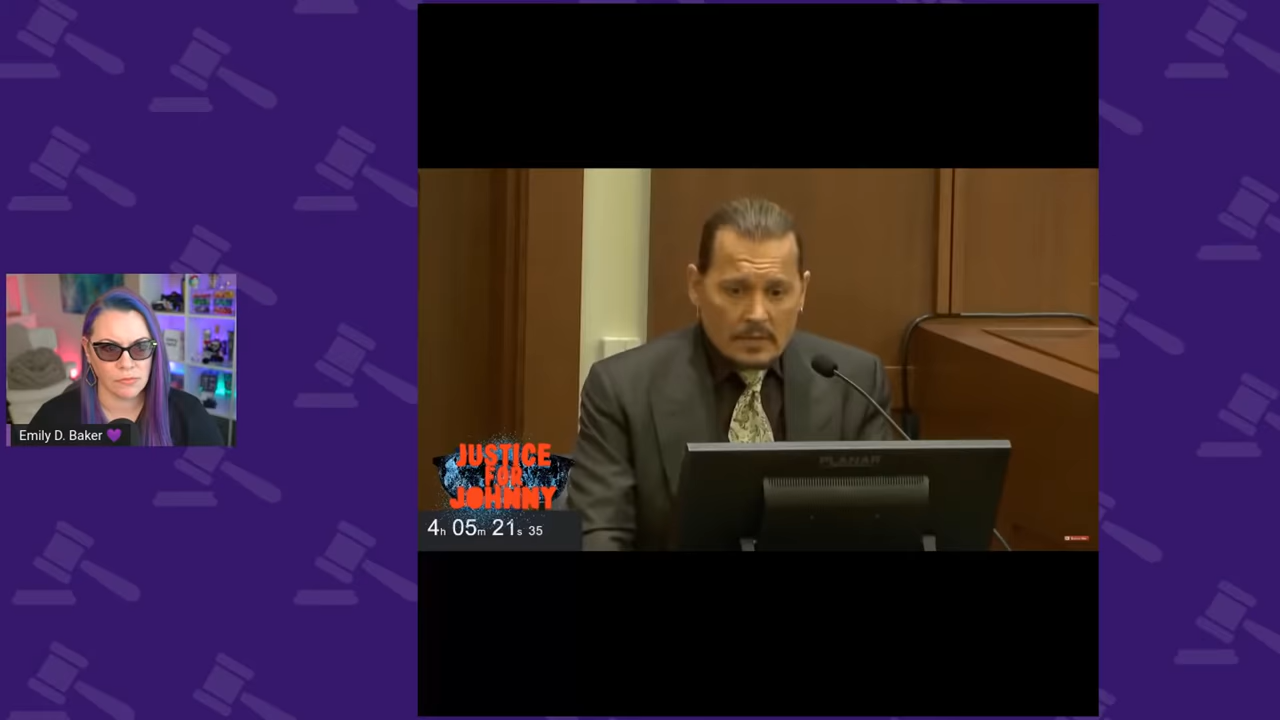 Emily D. Baker 💜
JUSTICE
FOR
JOHNNY
4h 05m 21s 35
PLANAR